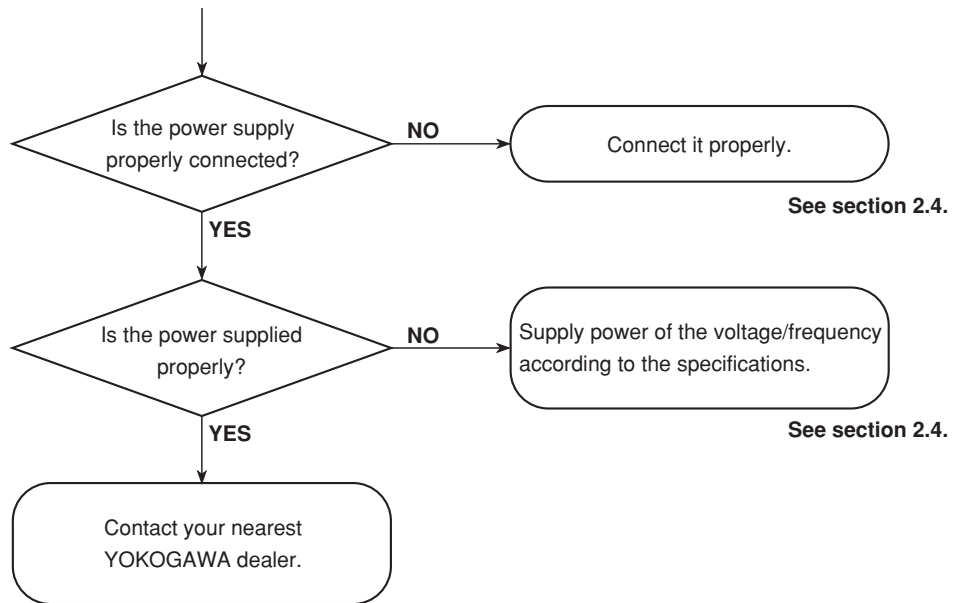 Is the power supply
properly connected?
NO
Connect it properly.
See section 2.4.
YES
Is the power supplied
properly?
NO
Supply power of the voltage/frequency
according to the specifications.
See section 2.4.
YES
Contact your nearest
YOKOGAWA dealer.